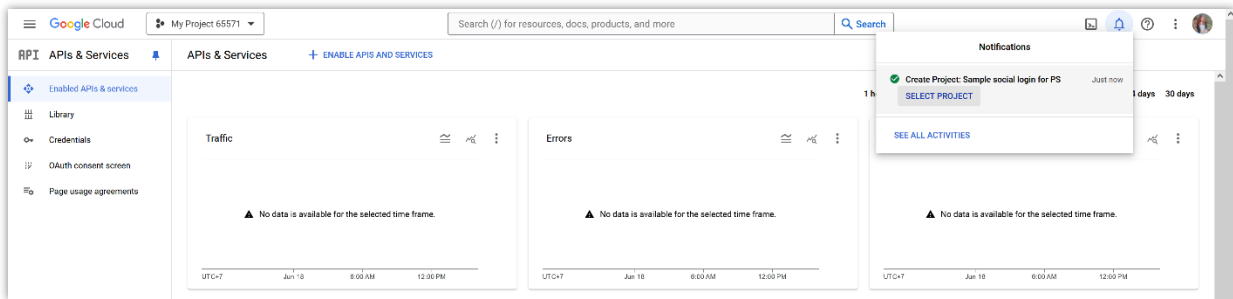 Google Cloud
My Project 65571
Search (/) for resources, docs, products, and more
Search
API APIs & Services
APIs & Services
+ ENABLE APIS AND SERVICES
Notifications
Create Project: Sample social login for PS
Just now
SELECT PROJECT
SEE ALL ACTIVITIES
days 30 days
Enabled APIs & services
Library
Credentials
OAuth consent screen
Page usage agreements
Traffic
No data is available for the selected time frame.
UTC+7 Jun 18 6:00 AM 12:00 PM
Errors
No data is available for the selected time frame.
UTC+7 Jun 18 6:00 AM 12:00 PM
No data is available for the selected time frame.
UTC+7 Jun 18 6:00 AM 12:00 PM